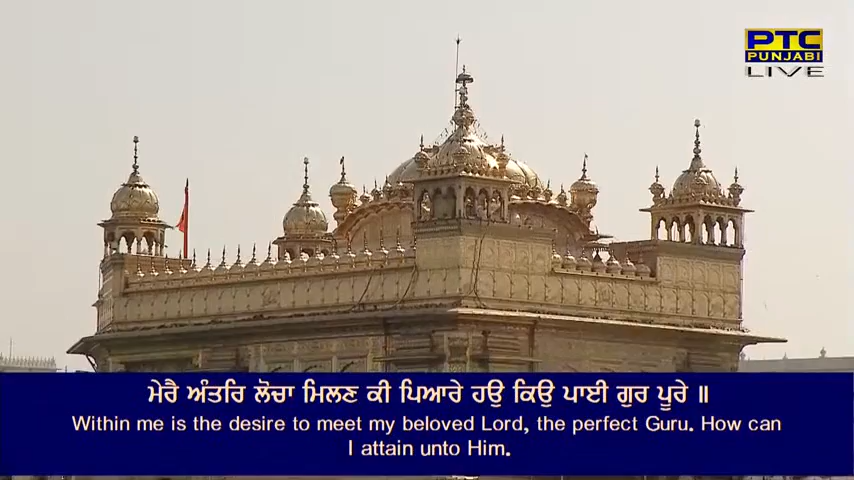 PTC
PUNJABI
LIVE
ਮੇਰੈ ਅੰਤਰਿ ਲੋਚਾ ਮਿਲਣ ਕੀ ਪਿਆਰੇ ਹਉ ਕਿਉ ਪਾਈ ਗੁਰ ਪੂਰੇ ॥
Within me is the desire to meet my beloved Lord, the perfect Guru. How can
I attain unto Him.